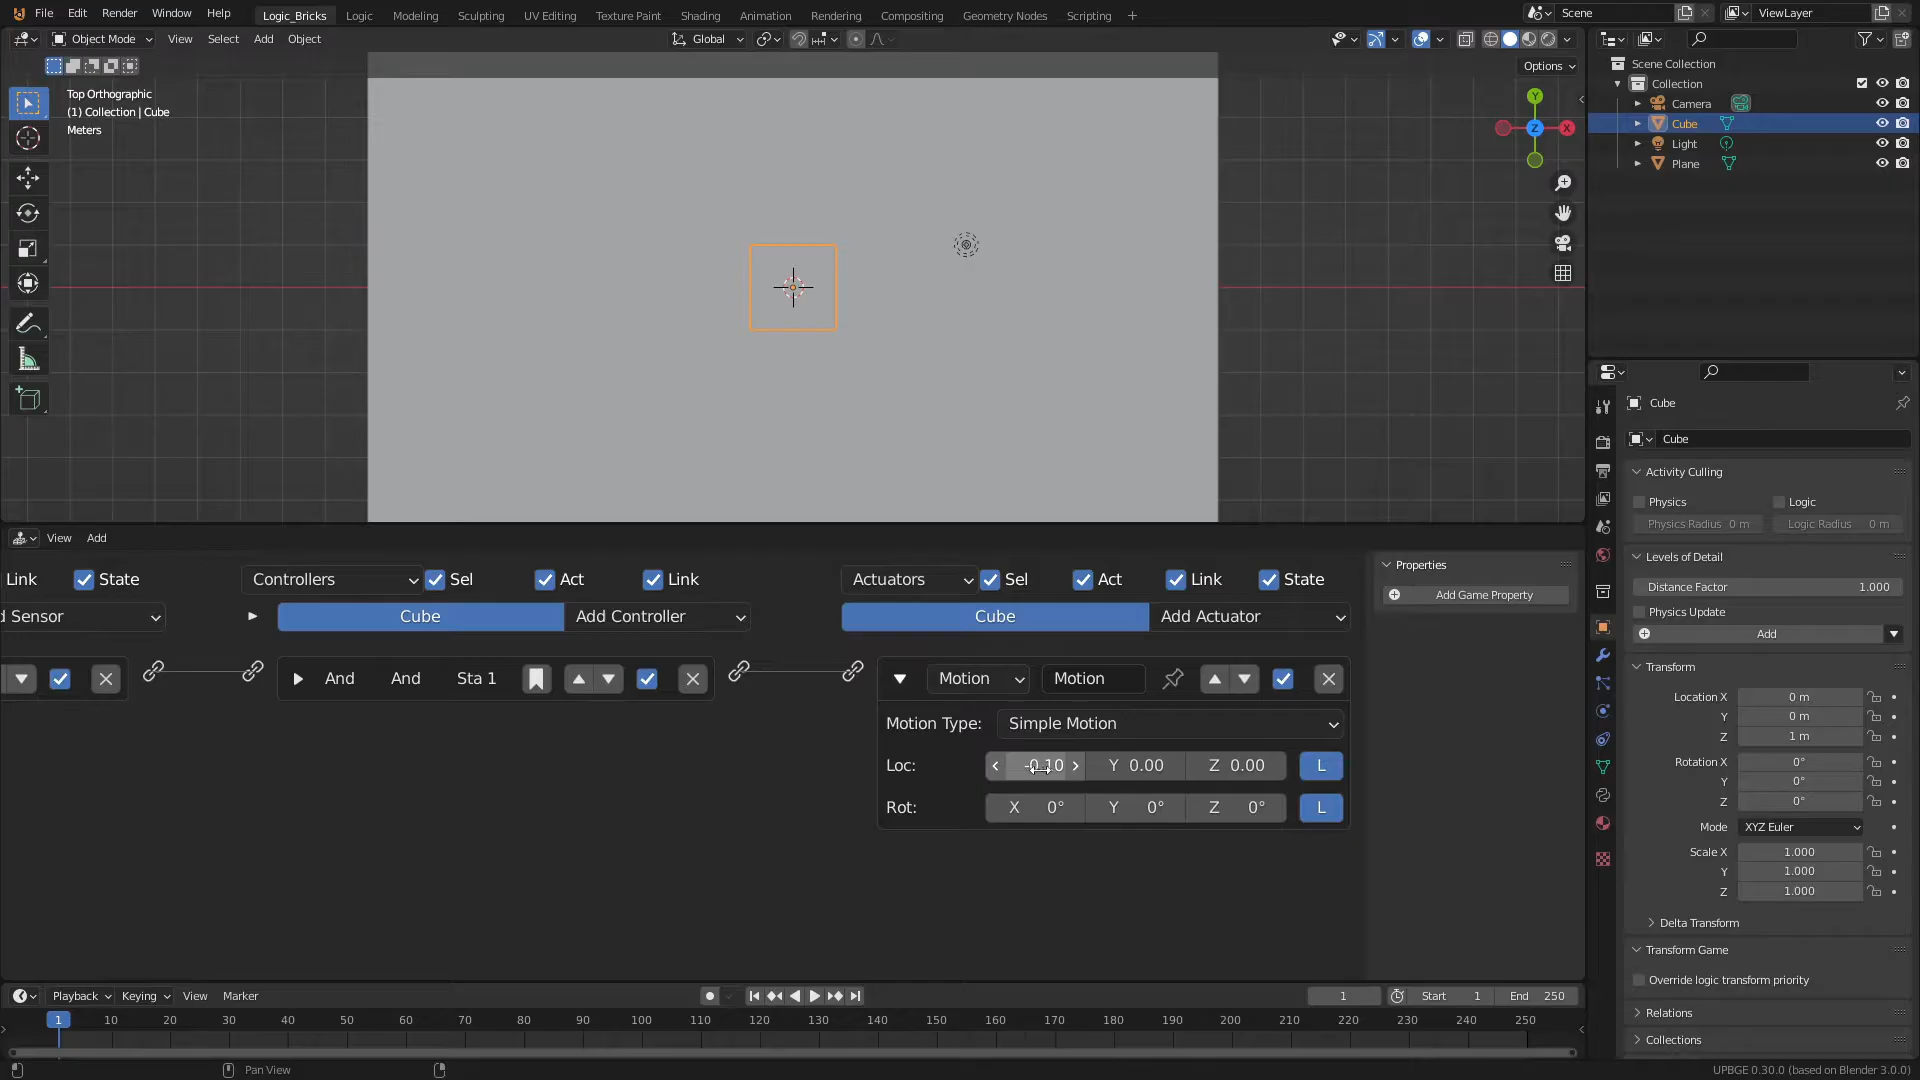 File Edit Render Window Help Logic_Bricks Logic Modeling Sculpting UV Editing Texture Paint Shading Animation Rendering Compositing Geometry Nodes Scripting + Scene ViewLayer
Object Mode View Select Add Object Global
Options
Top Orthographic
(1) Collection | Cube
Meters
Y
X
Z
Scene Collection
Collection
Camera
Cube
Light
Plane
View Add
Link State Controllers Sel Act Link Actuators Sel Act Link State
d Sensor Cube Add Controller Cube Add Actuator
And And Sta 1 Motion Motion
Motion Type: Simple Motion
Loc: -0.10 Y 0.00 Z 0.00 L
Rot: X 0° Y 0° Z 0° L
Properties
Add Game Property
Cube
Cube
Activity Culling
Physics Logic
Physics Radius 0 m Logic Radius 0 m
Levels of Detail
Distance Factor 1.000
Physics Update
Add
Transform
Location X 0 m
Y 0 m
Z 1 m
Rotation X 0°
Y 0°
Z 0°
Mode XYZ Euler
Scale X 1.000
Y 1.000
Z 1.000
Delta Transform
Transform Game
Override logic transform priority
Relations
Collections
Playback Keying View Marker 1 Start 1 End 250
1 10 20 30 40 50 60 70 80 90 100 110 120 130 140 150 160 170 180 190 200 210 220 230 240 250
Pan View
UPBGE 0.30.0 (based on Blender 3.0.0)